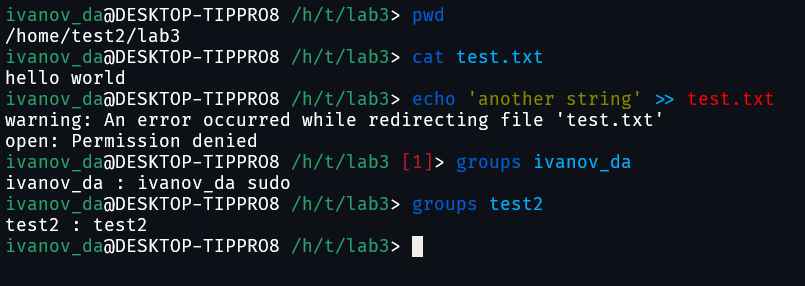 ivanov_da@DESKTOP-TIPPRO8 /h/t/lab3> pwd
/home/test2/lab3
ivanov_da@DESKTOP-TIPPRO8 /h/t/lab3> cat test.txt
hello world
ivanov_da@DESKTOP-TIPPRO8 /h/t/lab3> echo 'another string' >> test.txt
warning: An error occurred while redirecting file 'test.txt'
open: Permission denied
ivanov_da@DESKTOP-TIPPRO8 /h/t/lab3 [1]> groups ivanov_da
ivanov_da : ivanov_da sudo
ivanov_da@DESKTOP-TIPPRO8 /h/t/lab3> groups test2
test2 : test2
ivanov_da@DESKTOP-TIPPRO8 /h/t/lab3>